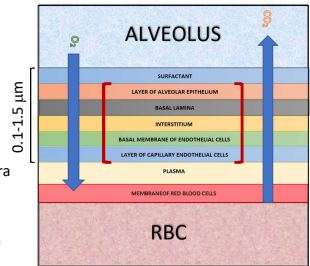 ALVEOLUS
O₂
CO₂
SURFACTANT
LAYER OF ALVEOLAR EPITHELIUM
BASAL LAMINA
INTERSTITIUM
BASAL MEMBRANE OF ENDOTHELIAL CELLS
LAYER OF CAPILLARY ENDOTHELIAL CELLS
PLASMA
MEMBRANEOF RED BLOOD CELLS
RBC
0.1-1.5 µm
ra